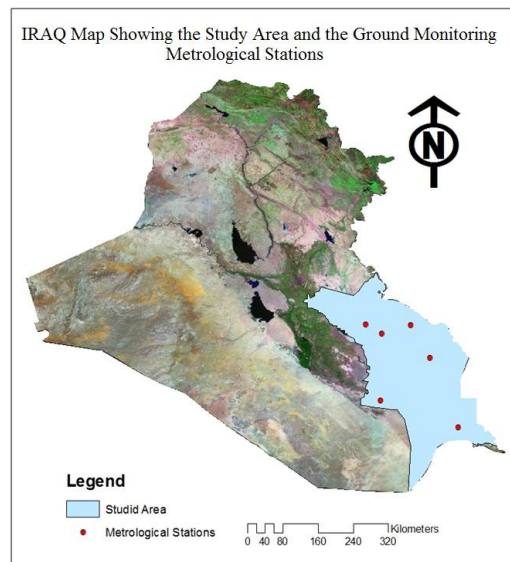 IRAQ Map Showing the Study Area and the Ground Monitoring
Metrological Stations
N
Legend
Studid Area
Metrological Stations
Kilometers
0 40 80 160 240 320